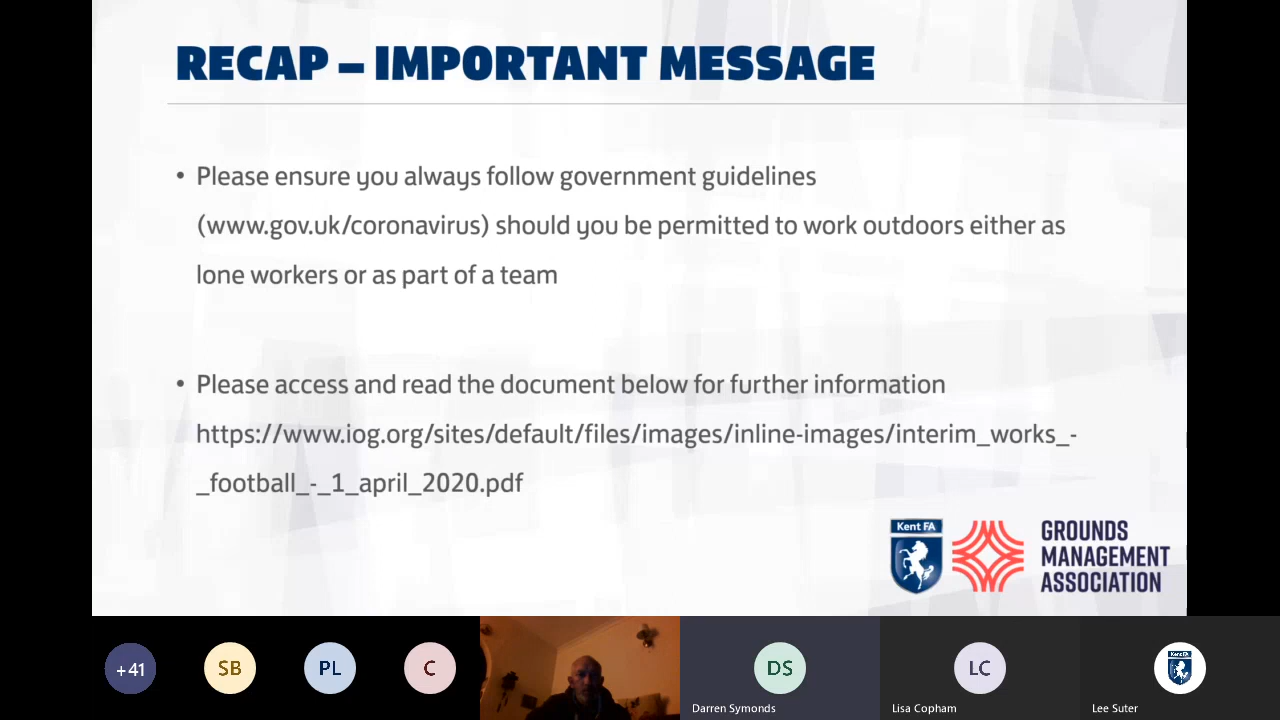 RECAP – IMPORTANT MESSAGE
• Please ensure you always follow government guidelines
(www.gov.uk/coronavirus) should you be permitted to work outdoors either as
lone workers or as part of a team
• Please access and read the document below for further information
https://www.iog.org/sites/default/files/images/inline-images/interim_works_-
_football_-_1_april_2020.pdf
Kent FA
GROUNDS
MANAGEMENT
ASSOCIATION
+41
SB
PL
C
DS
LC
Kent FA
Darren Symonds
Lisa Copham
Lee Suter